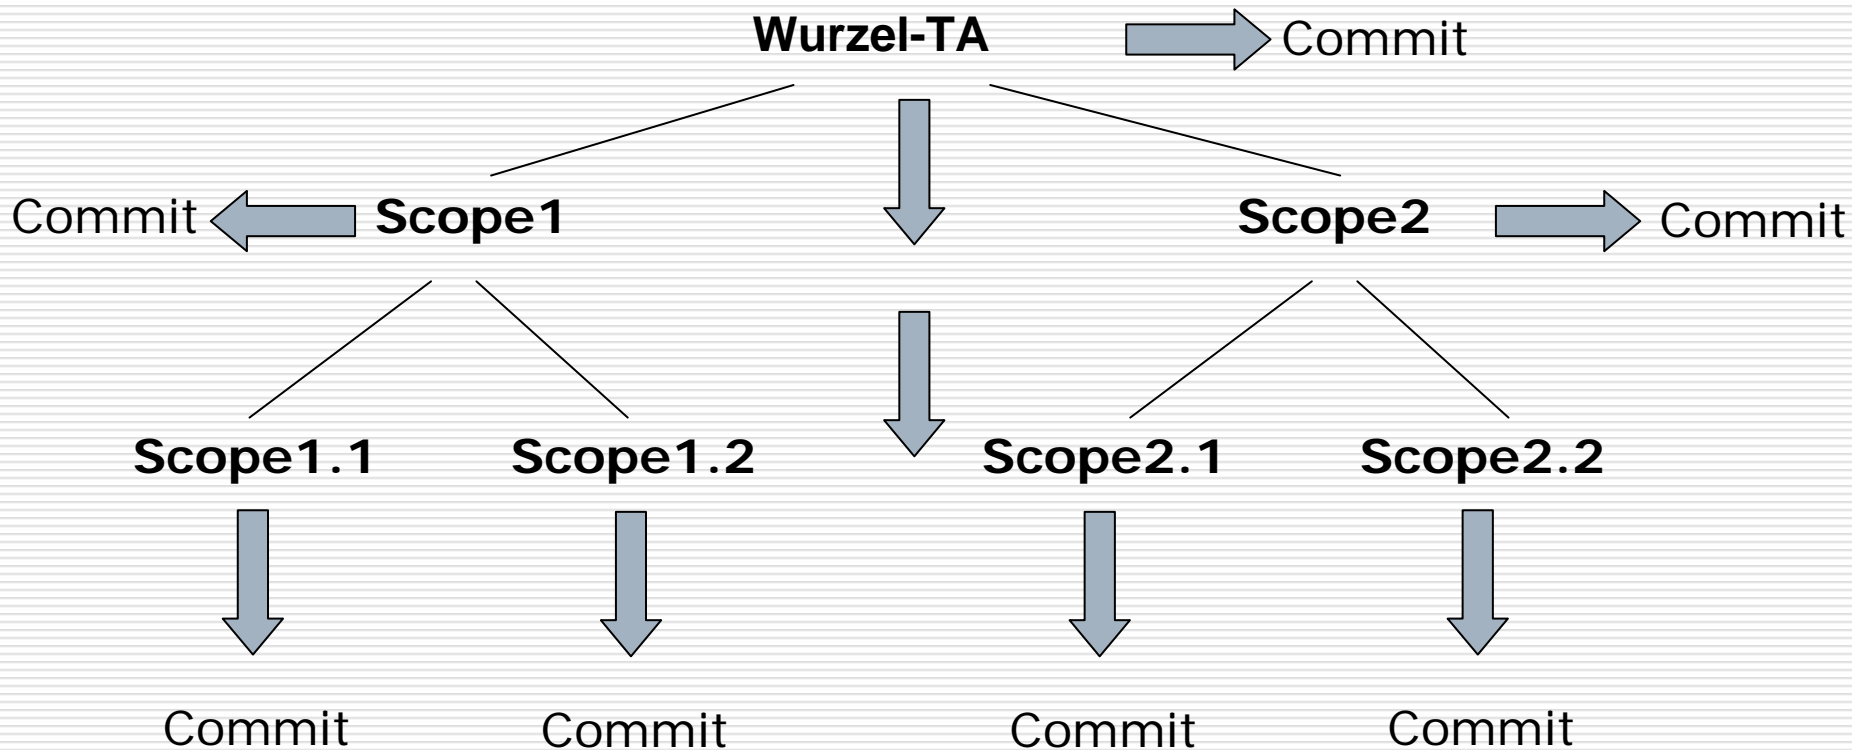 Wurzel-TA Commit
Commit Scope1 Scope2 Commit
Scope1.1 Scope1.2 Scope2.1 Scope2.2
Commit Commit Commit Commit